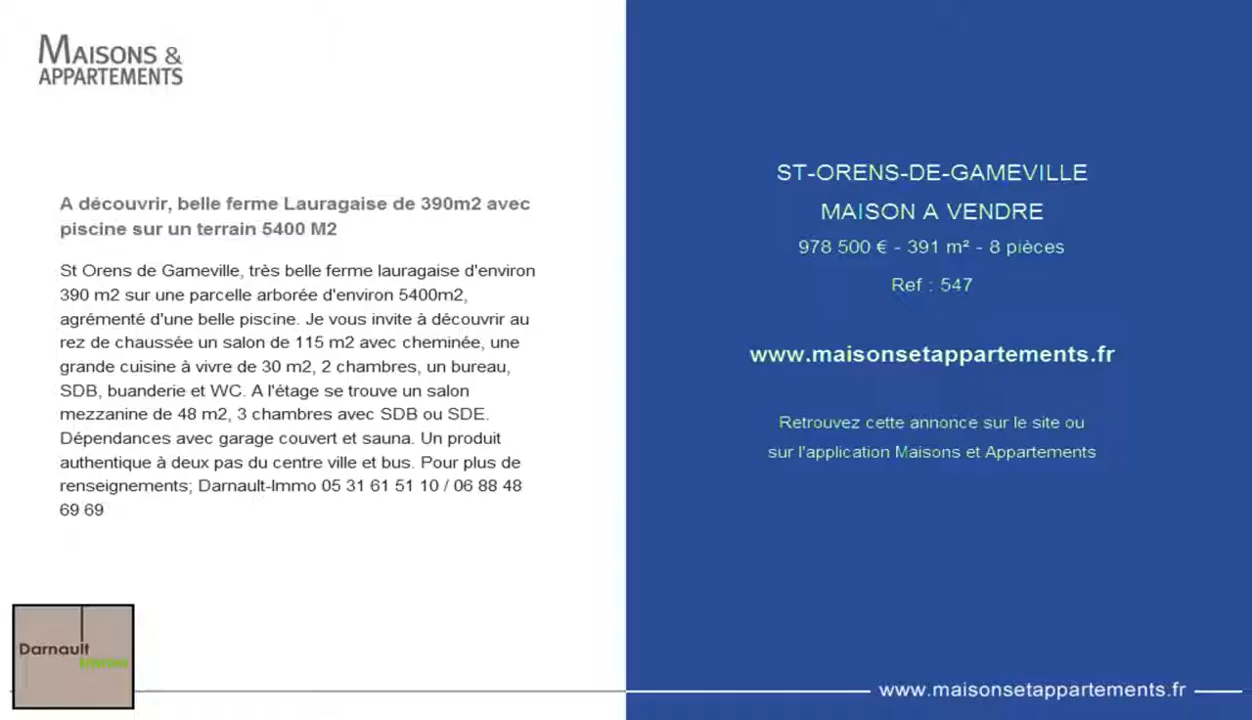 MAISONS &
APPARTEMENTS
A découvrir, belle ferme Lauragaise de 390m2 avec
piscine sur un terrain 5400 M2
St Orens de Gameville, très belle ferme lauragaise d'environ
390 m2 sur une parcelle arborée d'environ 5400m2,
agrémenté d'une belle piscine. Je vous invite à découvrir au
rez de chaussée un salon de 115 m2 avec cheminée, une
grande cuisine à vivre de 30 m2, 2 chambres, un bureau,
SDB, buanderie et WC. A l'étage se trouve un salon
mezzanine de 48 m2, 3 chambres avec SDB ou SDE.
Dépendances avec garage couvert et sauna. Un produit
authentique à deux pas du centre ville et bus. Pour plus de
renseignements; Darnault-Immo 05 31 61 51 10 / 06 88 48
69 69
Darnault
ST-ORENS-DE-GAMEVILLE
MAISON A VENDRE
978 500 € - 391 m² - 8 pièces
Ref : 547
www.maisonsetappartements.fr
Retrouvez cette annonce sur le site ou
sur l'application Maisons et Appartements
www.maisonsetappartements.fr